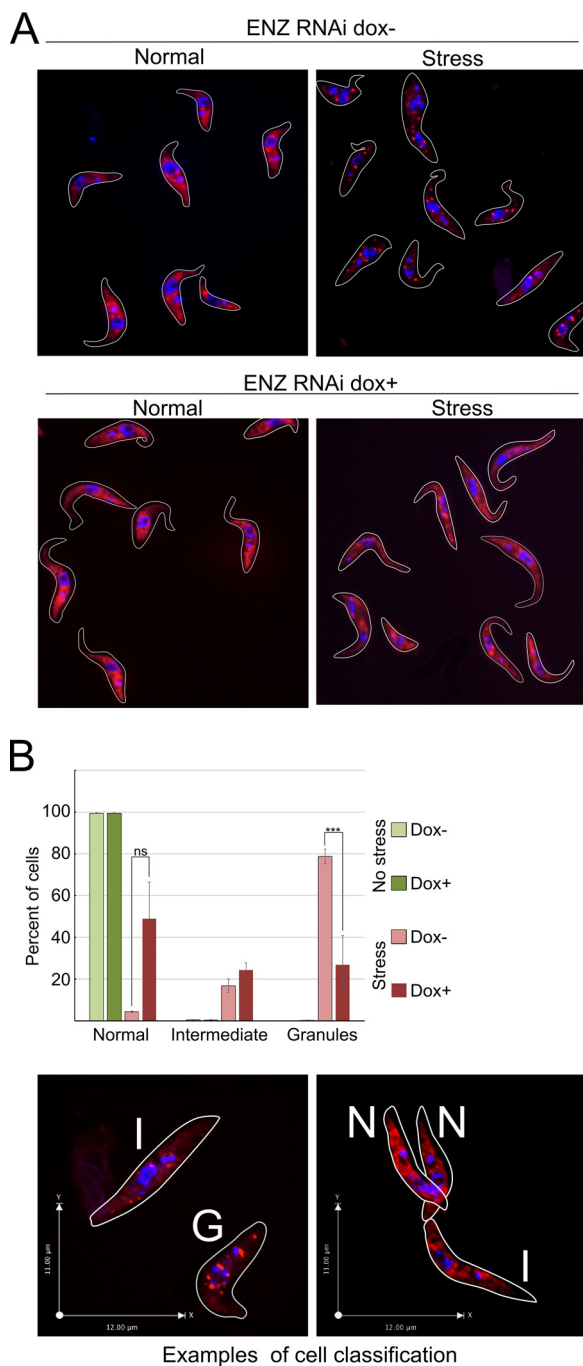 A
ENZ RNAi dox-
Normal Stress
ENZ RNAi dox+
Normal Stress
B
Percent of cells
100
80
60
40
20
ns
***
Normal Intermediate Granules
No stress
Dox-
Dox+
Stress
Dox-
Dox+
I
G
Y
11.00 µm
X
12.00 µm
N N
I
Y
11.00 µm
X
12.00 µm
Examples of cell classification